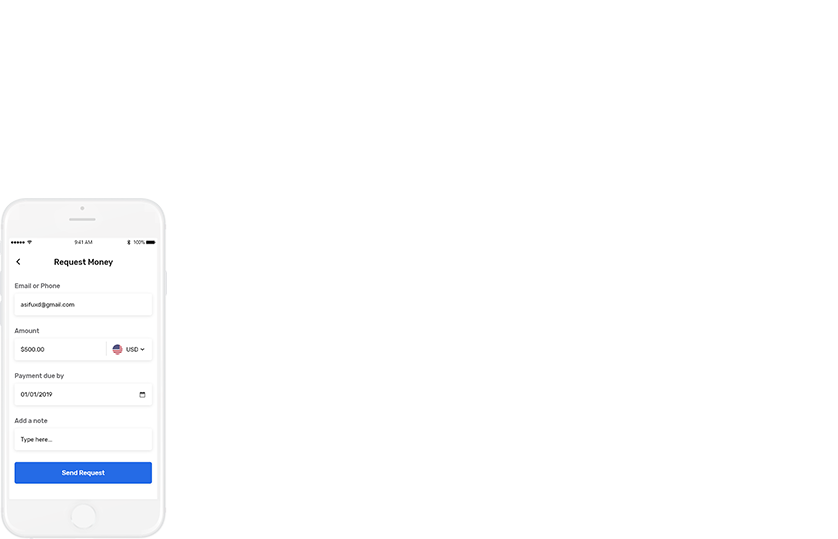 9:41 AM 100%
Request Money
Email or Phone
asifuxd@gmail.com
Amount
$500.00 USD
Payment due by
01/01/2019
Add a note
Type here...
Send Request